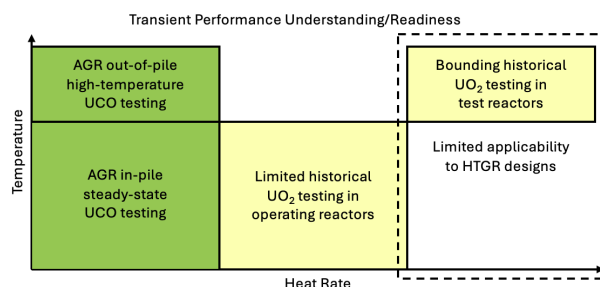 Transient Performance Understanding/Readiness
AGR out-of-pile
high-temperature
UCO testing
Bounding historical
UO₂ testing in
test reactors
Temperature
AGR in-pile
steady-state
UCO testing
Limited historical
UO₂ testing in
operating reactors
Limited applicability
to HTGR designs
Heat Rate